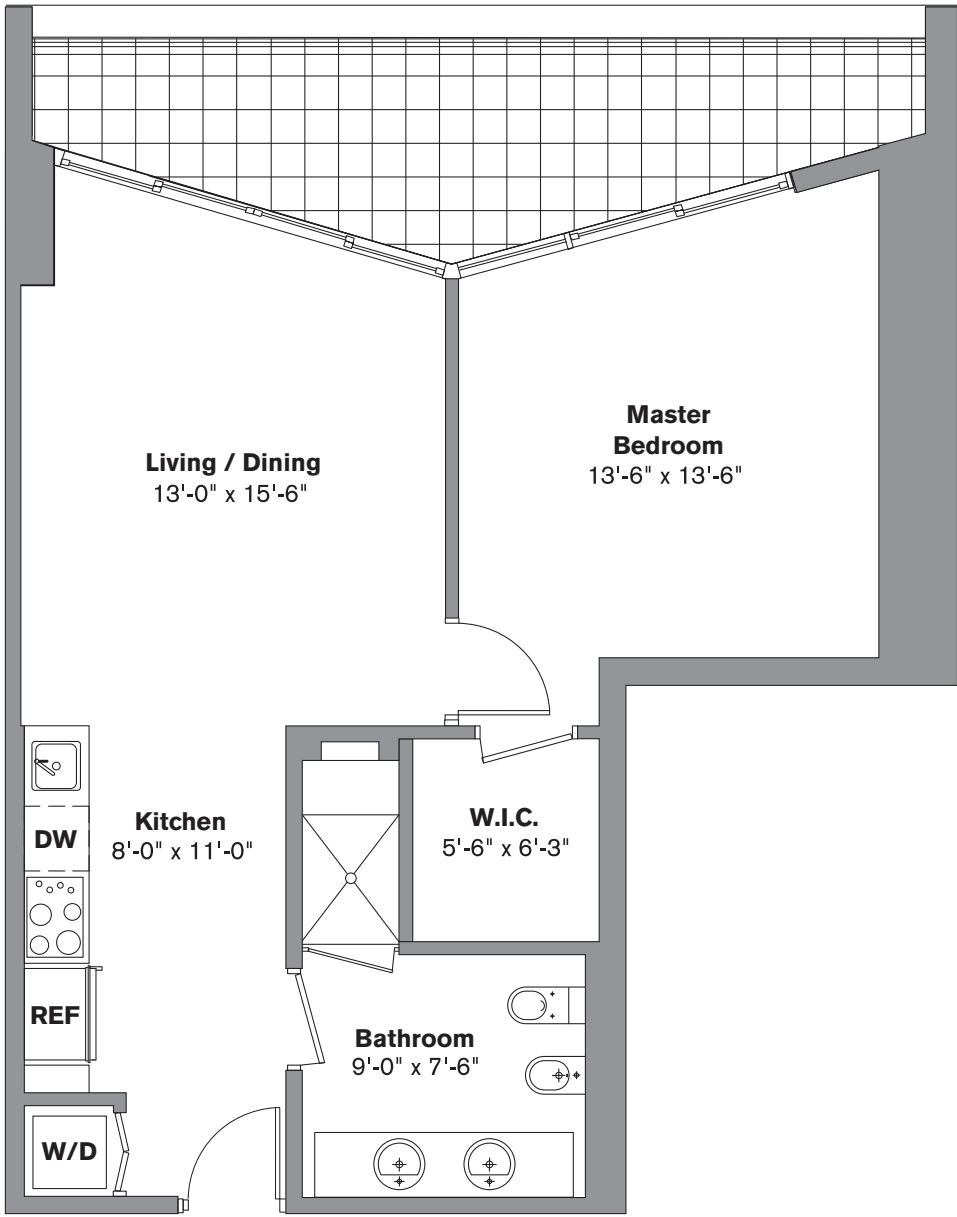 Master
Bedroom
13'-6" x 13'-6"
Living / Dining
13'-0" x 15'-6"
Kitchen
8'-0" x 11'-0"
W.I.C.
5'-6" x 6'-3"
DW
REF
Bathroom
9'-0" x 7'-6"
W/D